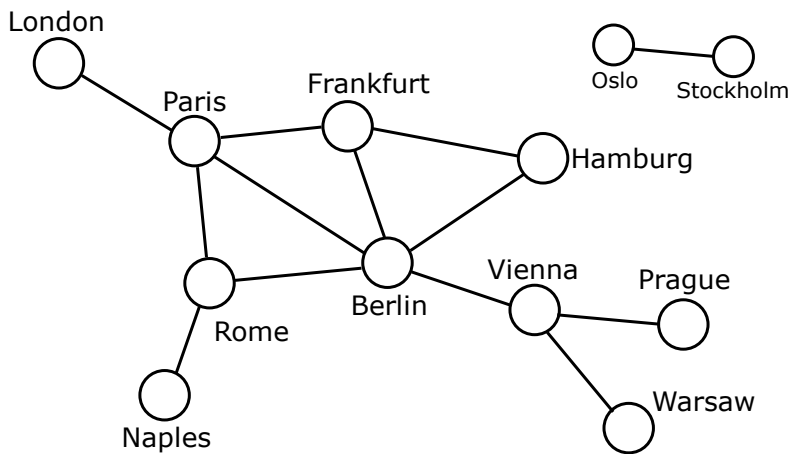 London
Paris
Frankfurt
Oslo
Stockholm
Hamburg
Rome
Berlin
Vienna
Prague
Naples
Warsaw